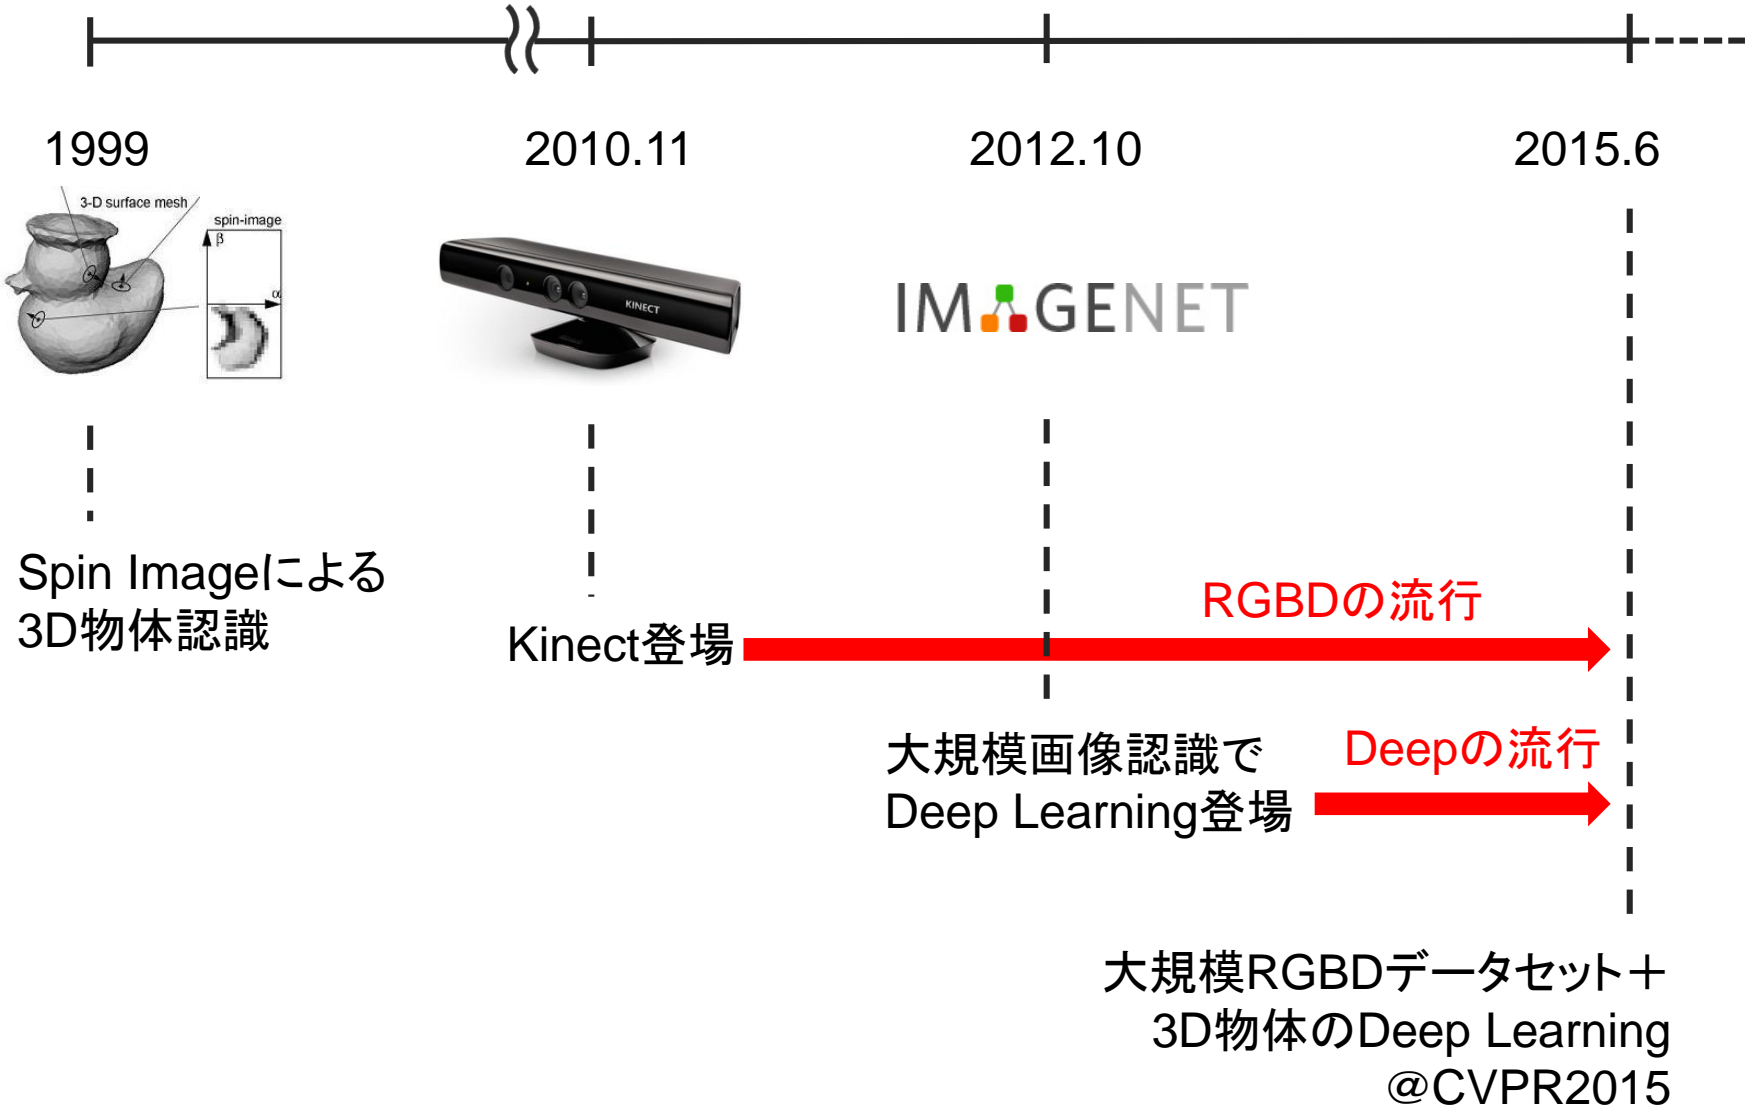 1999
2010.11
2012.10
2015.6
3-D surface mesh
spin-image
β
α
KINECT
IMAGENET
Spin Imageによる
3D物体認識
Kinect登場
RGBDの流行
大規模画像認識で
Deep Learning登場
Deepの流行
大規模RGBDデータセット＋
3D物体のDeep Learning
＠CVPR2015